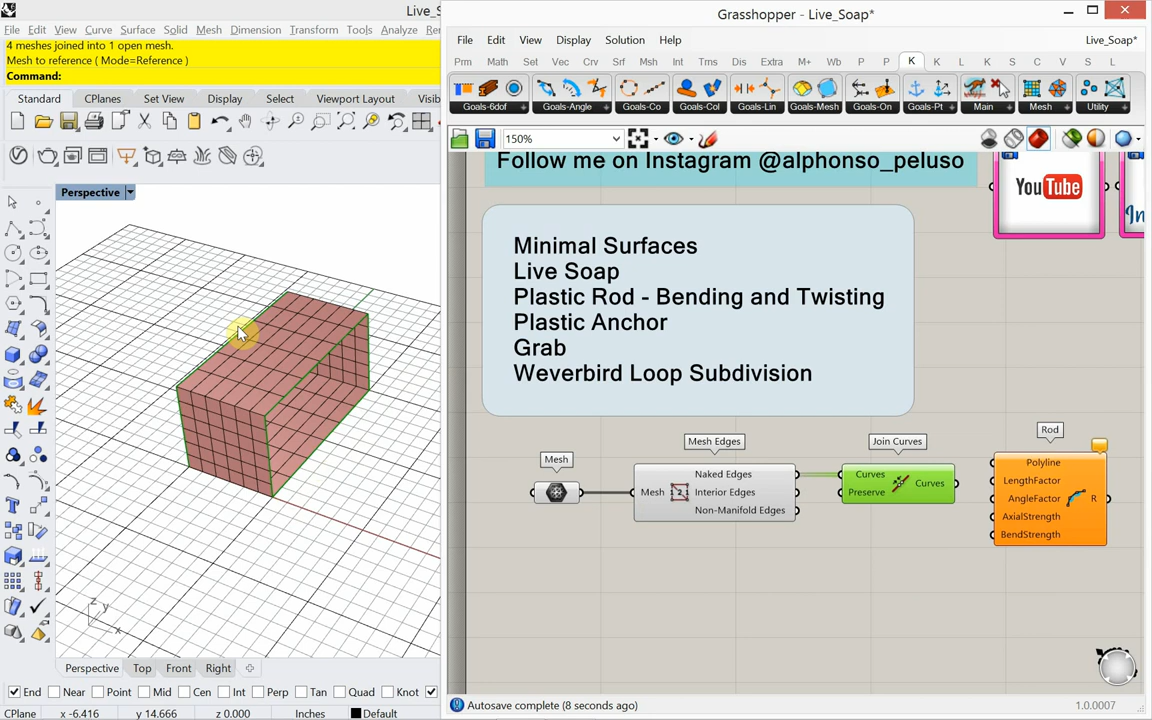 Live_S
File Edit View Curve Surface Solid Mesh Dimension Transform Tools Analyze Re
4 meshes joined into 1 open mesh.
Mesh to reference ( Mode=Reference )
Command:
Standard CPlanes Set View Display Select Viewport Layout Visib
Perspective
z
y
x
Perspective Top Front Right
End Near Point Mid Cen Int Perp Tan Quad Knot
CPlane x -6.416 y 14.666 z 0.000 Inches Default
Grasshopper - Live_Soap*
File Edit View Display Solution Help Live_Soap*
Prm Math Set Vec Crv Srf Msh Int Trns Dis Extra M+ Wb P P K K L K S C V S L
Goals-6dof Goals-Angle Goals-Co Goals-Col Goals-Lin Goals-Mesh Goals-On Goals-Pt Main Mesh Utility
150%
Follow me on Instagram @alphonso_peluso
YouTube
In
Minimal Surfaces
Live Soap
Plastic Rod - Bending and Twisting
Plastic Anchor
Grab
Weverbird Loop Subdivision
Mesh
Mesh Edges
Mesh
Naked Edges
Interior Edges
Non-Manifold Edges
Join Curves
Curves
Preserve
Curves
Rod
Polyline
LengthFactor
AngleFactor
AxialStrength
BendStrength
R
Autosave complete (8 seconds ago)
1.0.0007